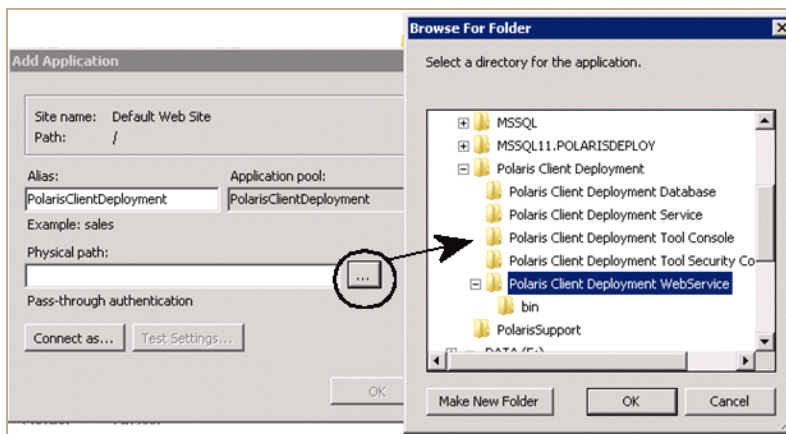 Add Application
Site name: Default Web Site
Path: /
Alias:
Application pool:
PolarisClientDeployment
PolarisClientDeployment
Example: sales
Physical path:
...
Pass-through authentication
Connect as...
Test Settings...
OK
Browse For Folder
Select a directory for the application.
MSSQL
MSSQL11.POLARISDEPLOY
Polaris Client Deployment
Polaris Client Deployment Database
Polaris Client Deployment Service
Polaris Client Deployment Tool Console
Polaris Client Deployment Tool Security Co
Polaris Client Deployment WebService
bin
PolarisSupport
Make New Folder
OK
Cancel